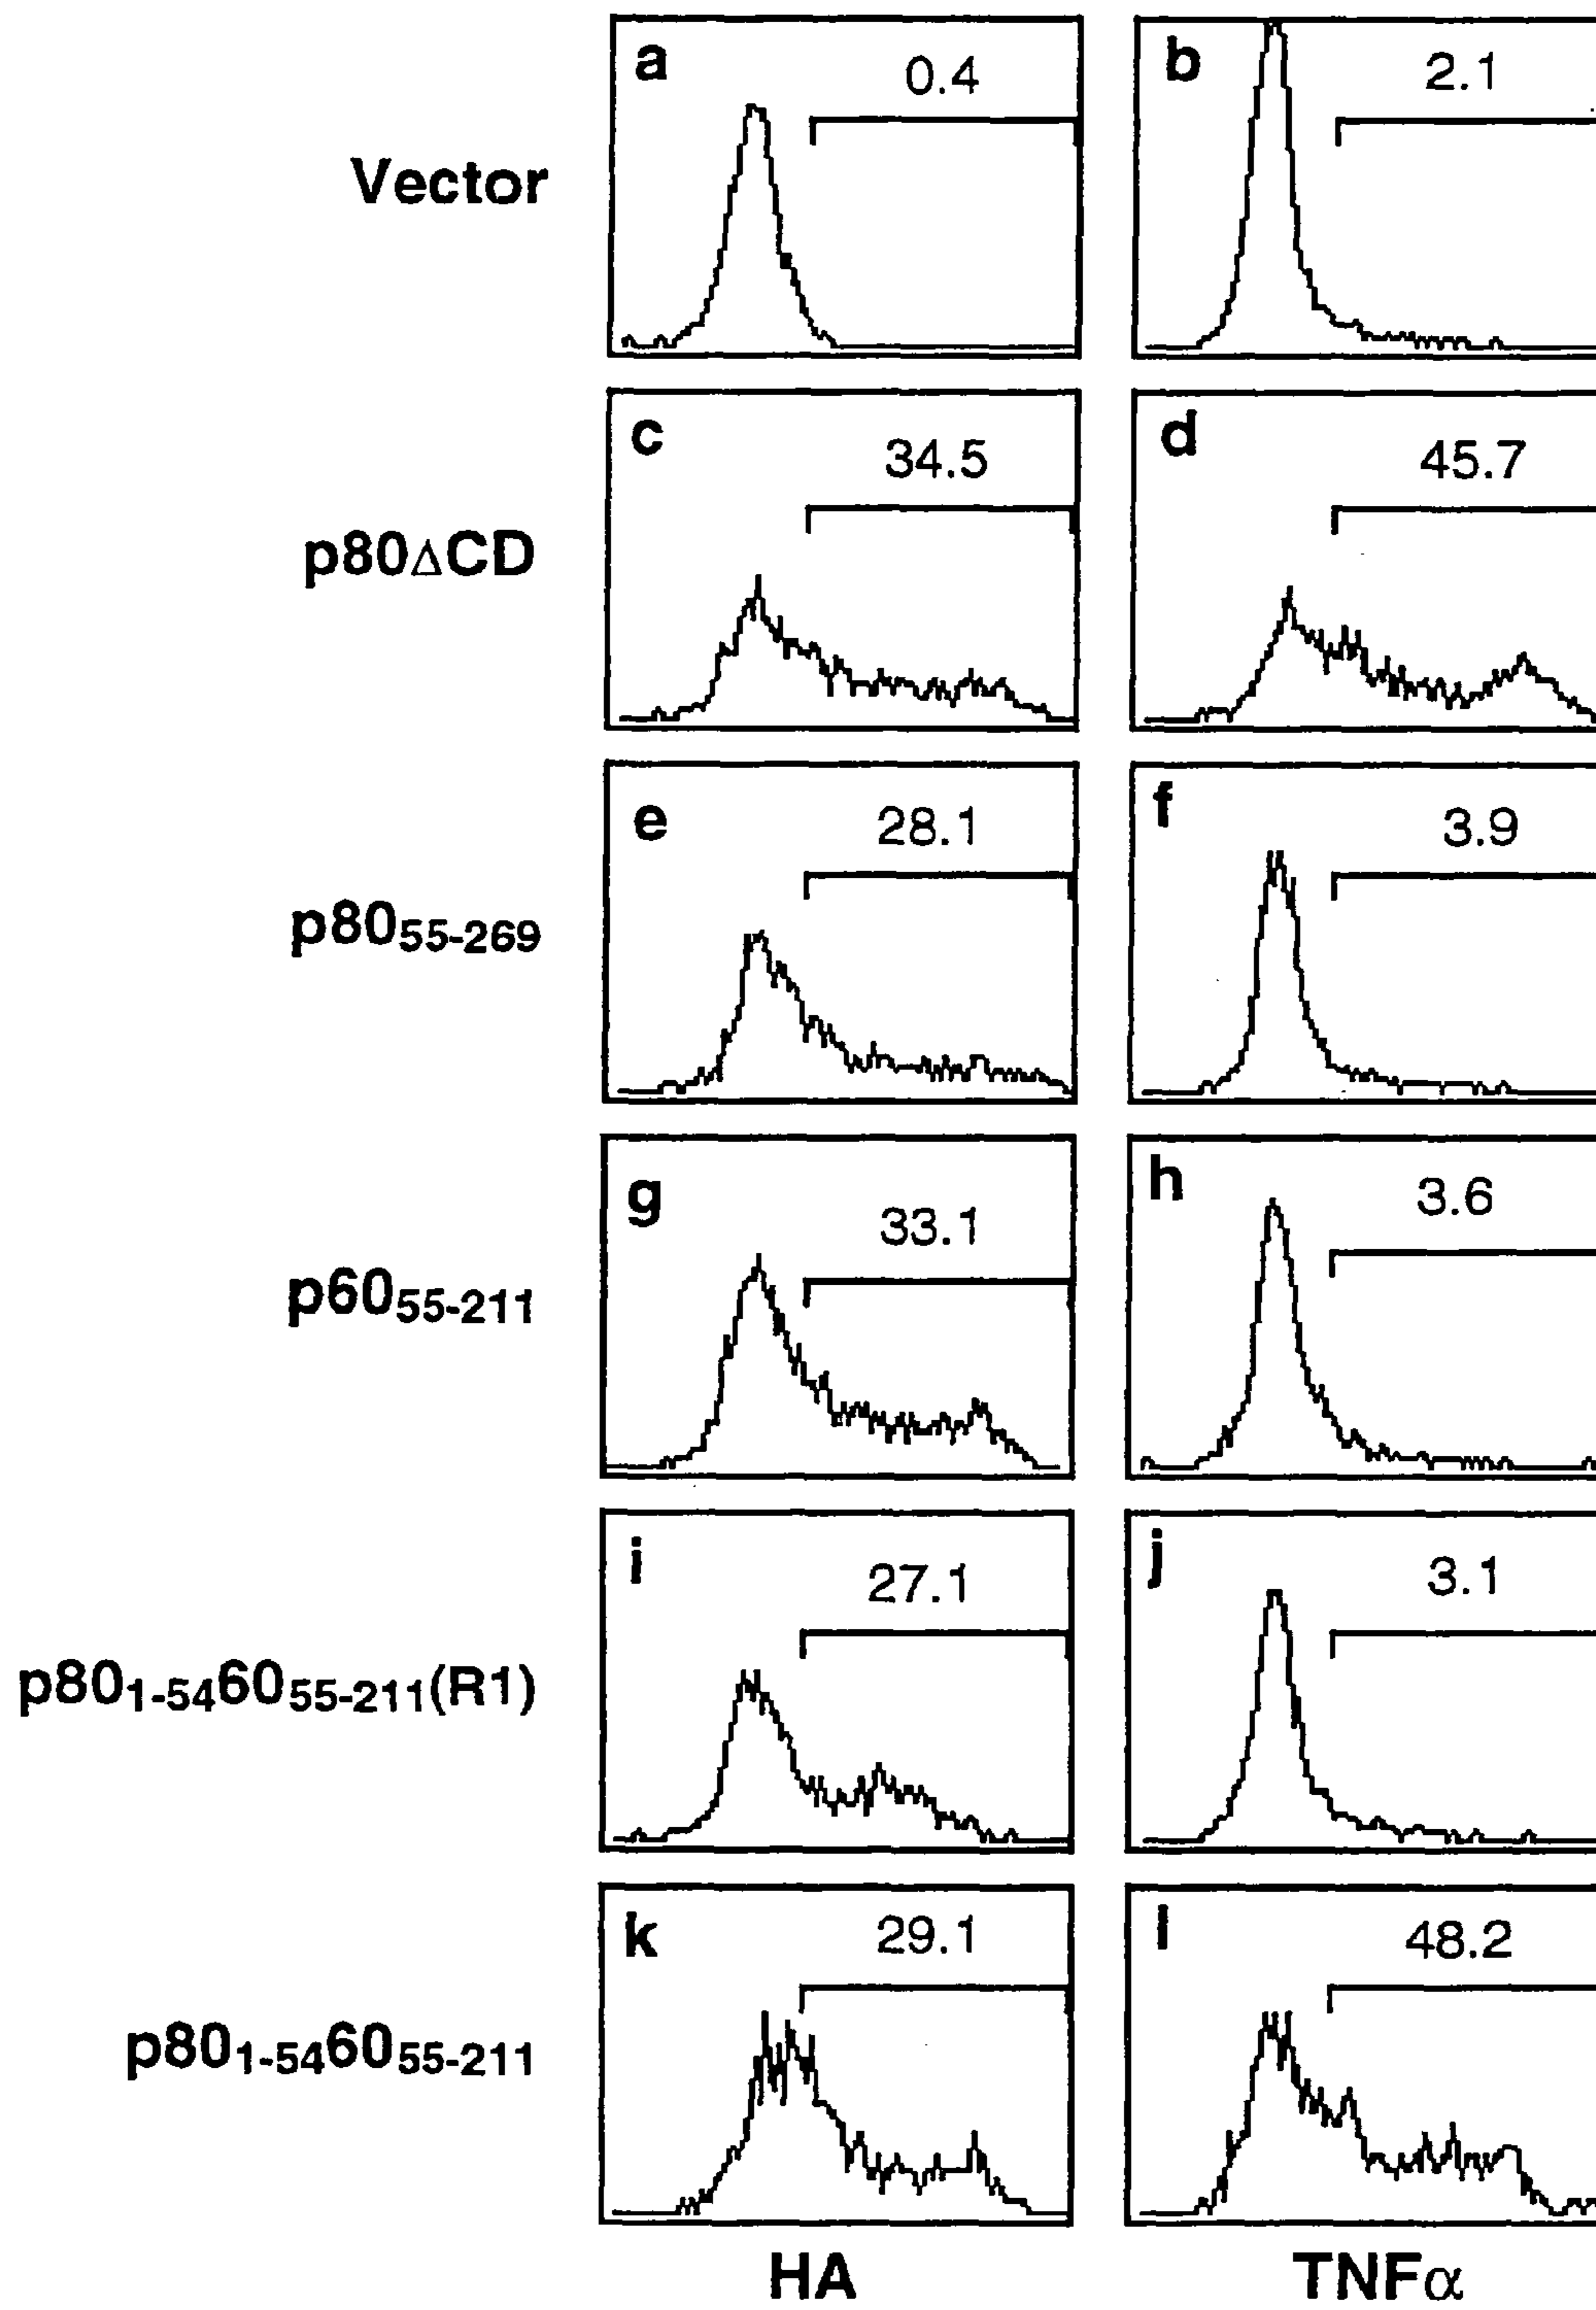 a 0.4 b 2.1
Vector
c 34.5 d 45.7
p80ΔCD
e 28.1 f 3.9
p8055-269
g 33.1 h 3.6
p6055-211
i 27.1 j 3.1
p801-546055-211(R1)
k 29.1 l 48.2
p801-546055-211
HA TNFα